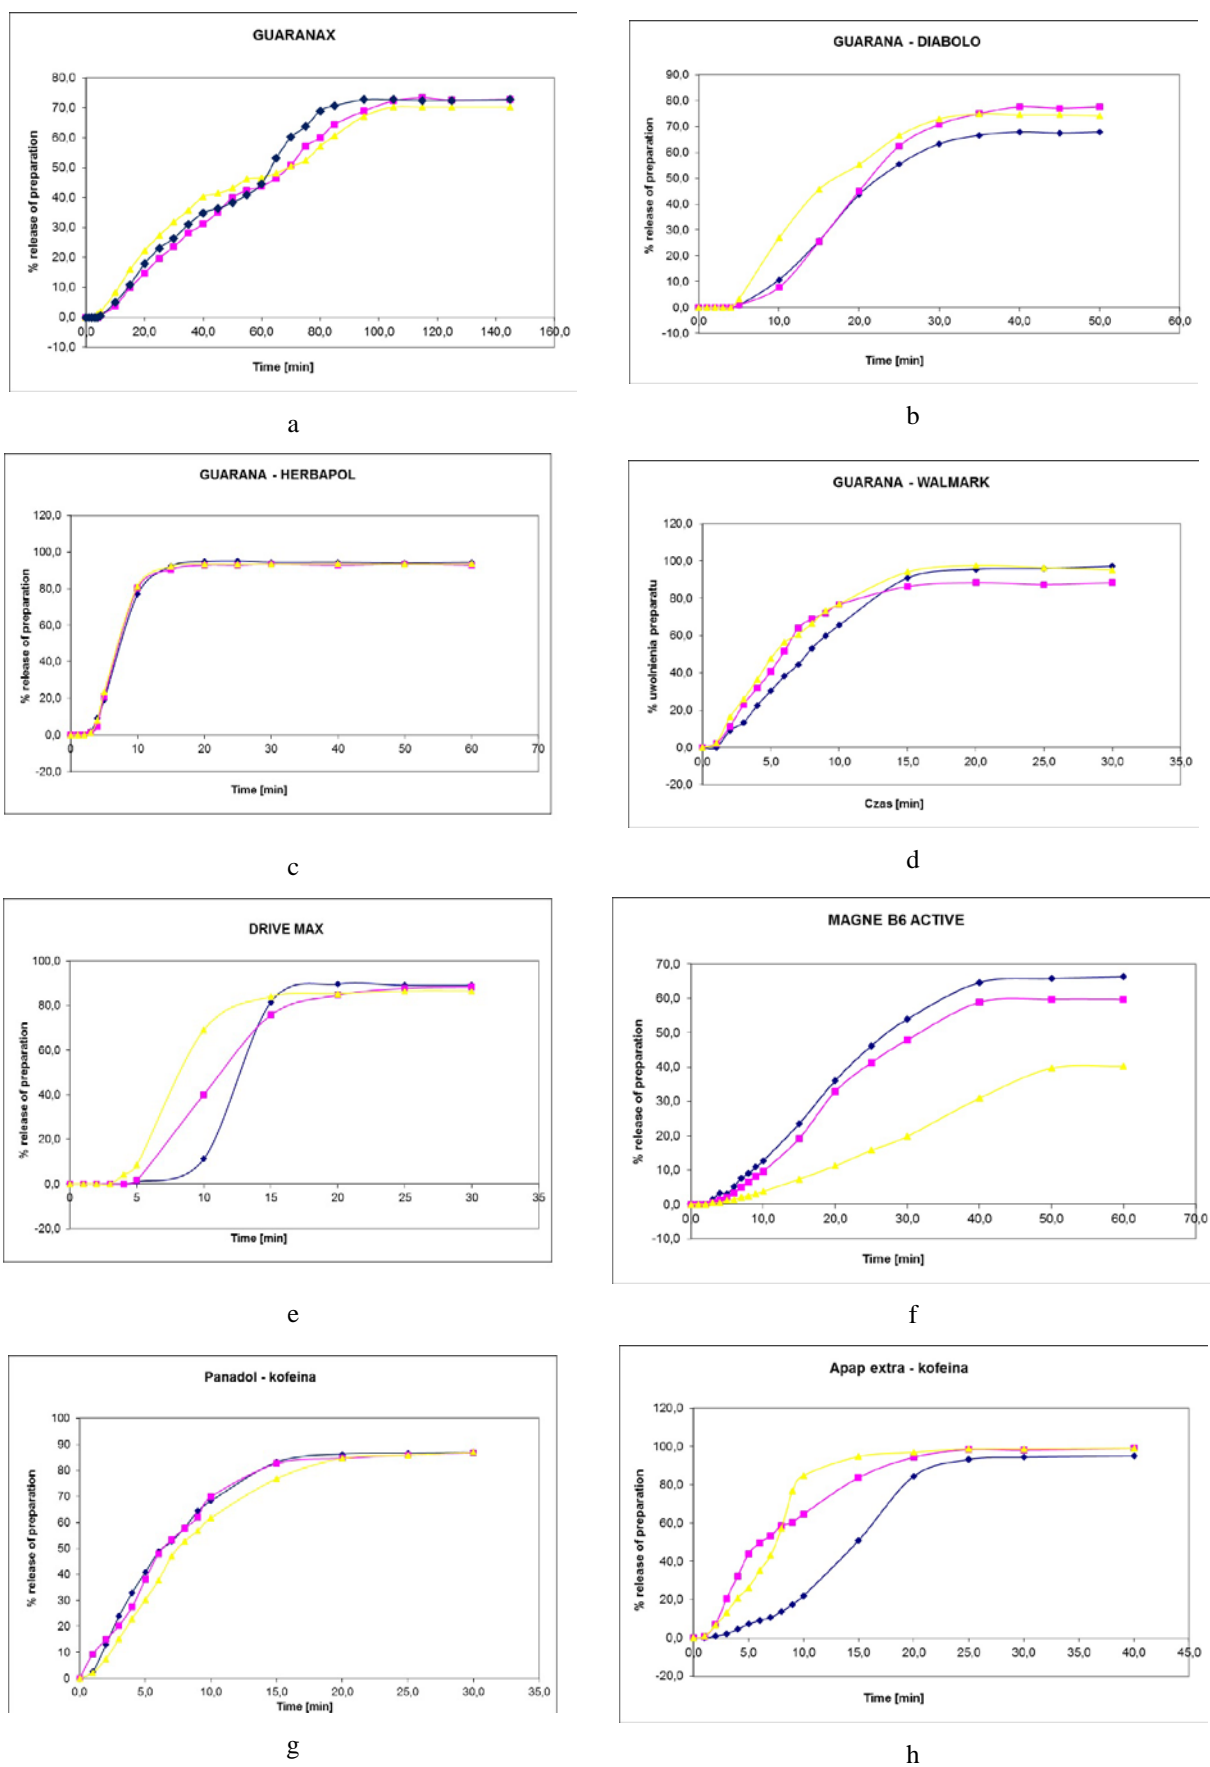 GUARANAX
80,0
70,0
60,0
50,0
40,0
30,0
20,0
10,0
0,0
-10,0
0,0 20,0 40,0 60,0 80,0 100,0 120,0 140,0 160,0
% release of preparation
Time [min]
a
GUARANA - DIABOLO
90,0
80,0
70,0
60,0
50,0
40,0
30,0
20,0
10,0
0,0
-10,0
0,0 10,0 20,0 30,0 40,0 50,0 60,0
% release of preparation
Time [min]
b
GUARANA - HERBAPOL
120,0
100,0
80,0
60,0
40,0
20,0
0,0
-20,0
0 10 20 30 40 50 60 70
% release of preparation
Time [min]
c
GUARANA - WALMARK
120,0
100,0
80,0
60,0
40,0
20,0
0,0
-20,0
0,0 5,0 10,0 15,0 20,0 25,0 30,0 35,0
% uwolnienia preparatu
Czas [min]
d
DRIVE MAX
100,0
80,0
60,0
40,0
20,0
0,0
-20,0
0 5 10 15 20 25 30 35
% release of preparation
Time [min]
e
MAGNE B6 ACTIVE
70,0
60,0
50,0
40,0
30,0
20,0
10,0
0,0
-10,0
0,0 10,0 20,0 30,0 40,0 50,0 60,0 70,0
% release of preparation
Time [min]
f
Panadol - kofeina
100
90
80
70
60
50
40
30
20
10
0
0,0 5,0 10,0 15,0 20,0 25,0 30,0 35,0
% release of preparation
Time [min]
g
Apap extra - kofeina
120,0
100,0
80,0
60,0
40,0
20,0
0,0
-20,0
0,0 5,0 10,0 15,0 20,0 25,0 30,0 35,0 40,0 45,0
% release of preparation
Time [min]
h